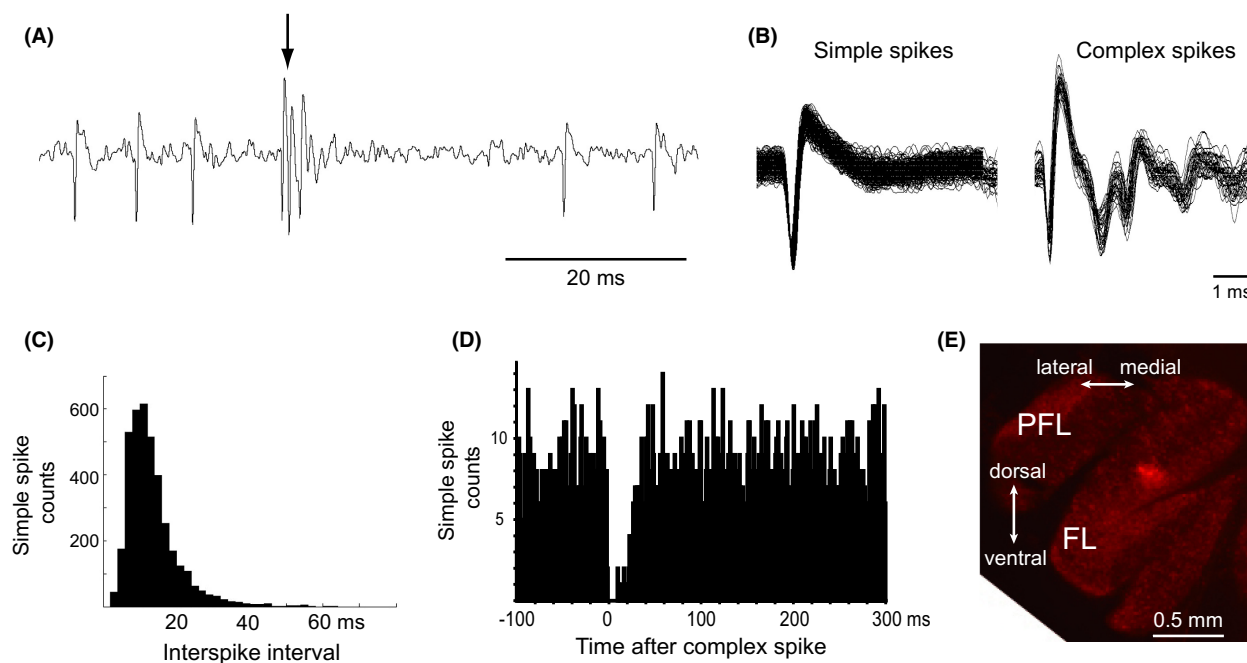 (A)
20 ms
(B)
Simple spikes
Complex spikes
1 ms
(C)
Simple spike
counts
600
400
200
20
40
60 ms
Interspike interval
(D)
Simple spike
counts
10
5
-100
0
100
200
300 ms
Time after complex spike
(E)
lateral
medial
PFL
dorsal
ventral
FL
0.5 mm